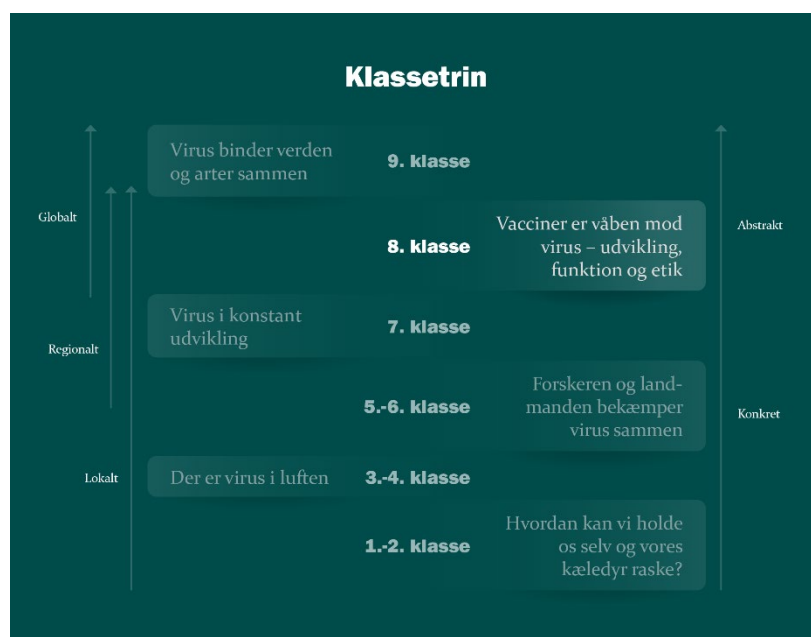 Klassetrin
Virus binder verden
og arter sammen
9. klasse
Globalt
Abstrakt
8. klasse
Vacciner er våben mod
virus – udvikling,
funktion og etik
Virus i konstant
udvikling
7. klasse
Regionalt
5.-6. klasse
Forskeren og land-
manden bekæmper
virus sammen
Konkret
Lokalt
Der er virus i luften
3.-4. klasse
1.-2. klasse
Hvordan kan vi holde
os selv og vores
kæledyr raske?